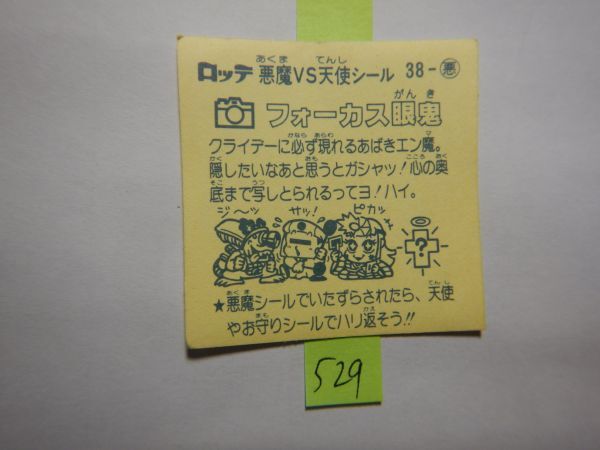 ロッテ 悪魔VS天使シール 38-悪
フォーカス眼鬼
クライデーに必ず現れるあばきエン魔。
隠したいなあと思うとガシャッ！心の奥
底まで写しとられるってヨ！ハイ。
ジ〜ッ サッ！ ピカッ
?
★悪魔シールでいたずらされたら、天使
やお守りシールでハリ返そう!!
529